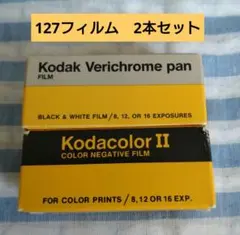 127フィルム　2本セット
Kodak Verichrome pan
FILM
BLACK & WHITE FILM/8, 12, OR 16 EXPOSURES
Kodacolor II
COLOR NEGATIVE FILM
FOR COLOR PRINTS/8, 12 OR 16 EXP.